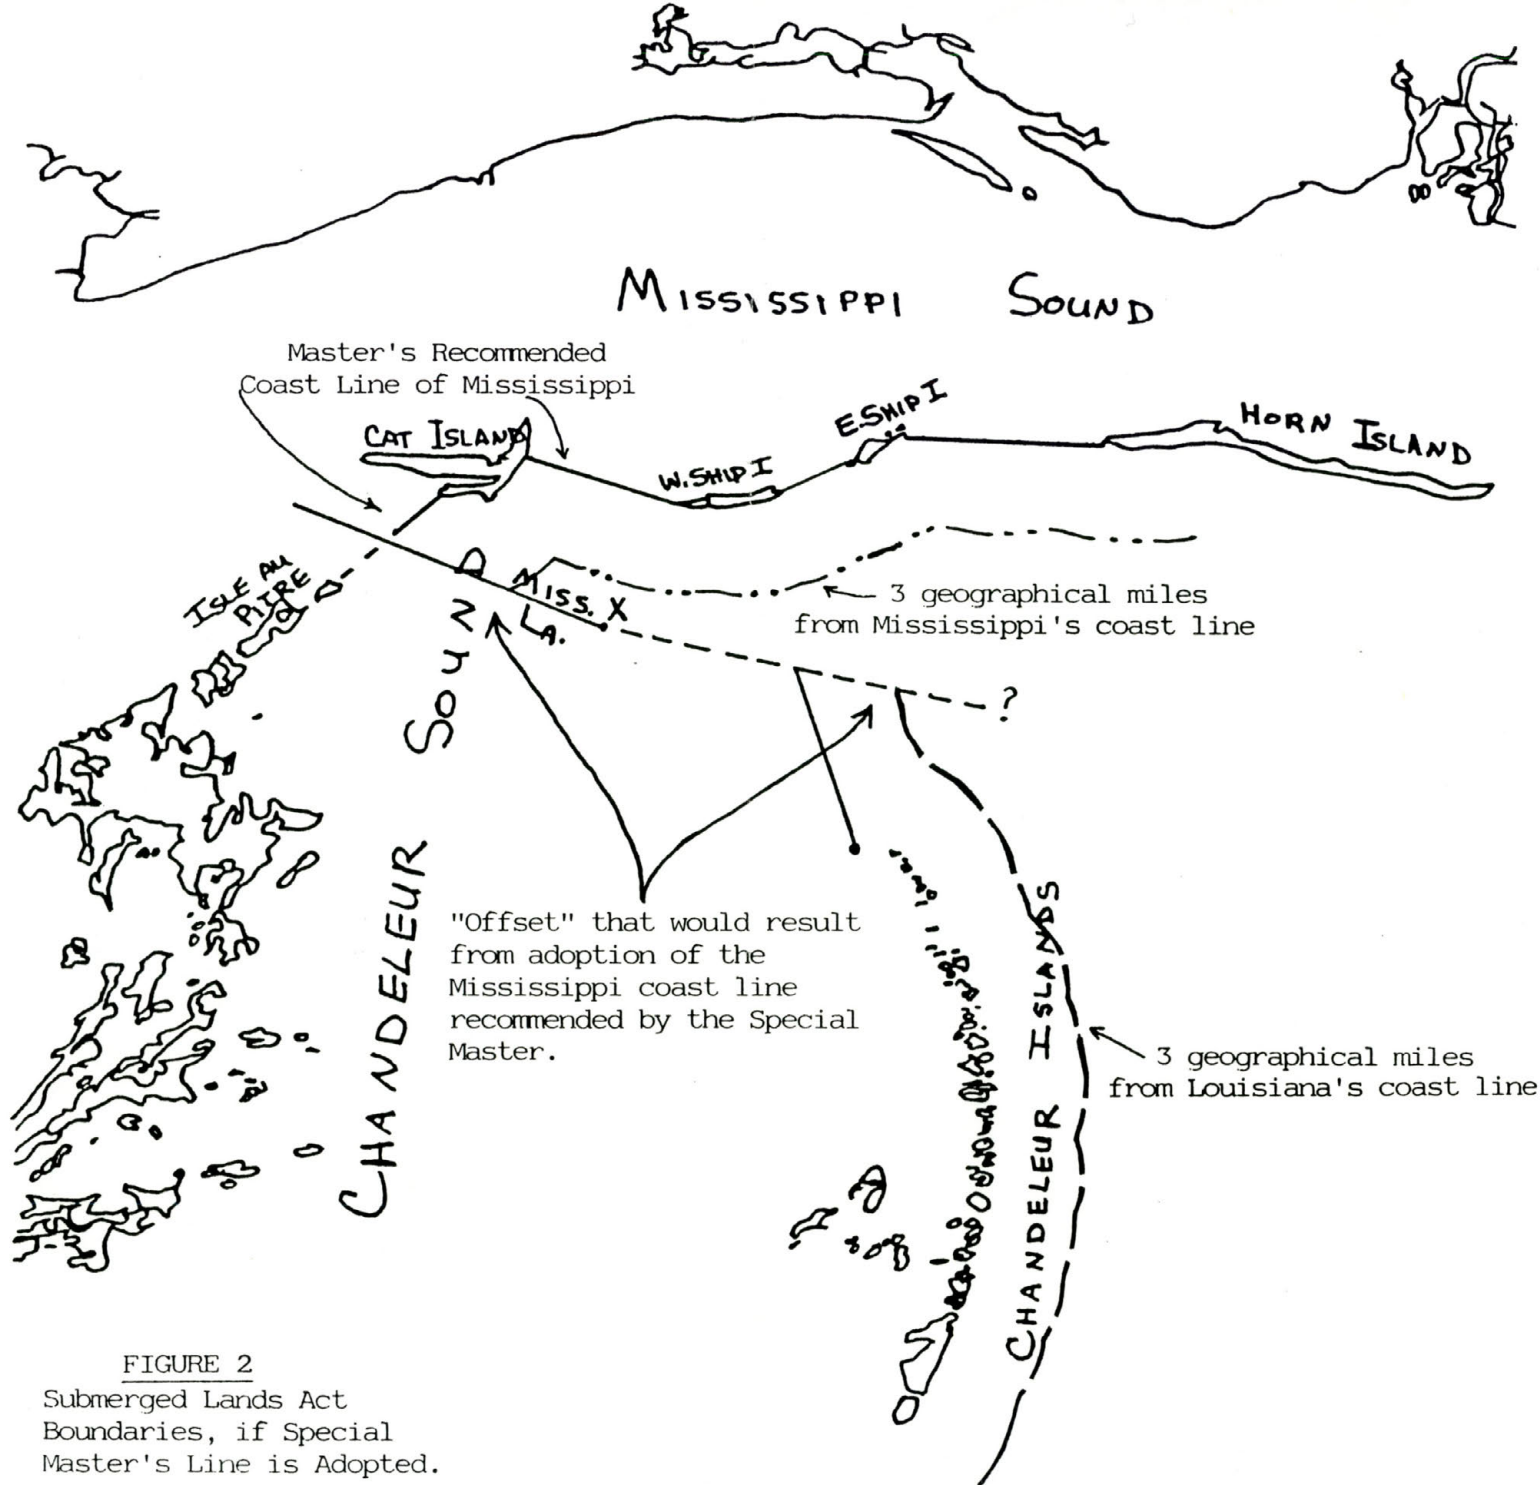 MISSISSIPPI SOUND
Master's Recommended
Coast Line of Mississippi
CAT ISLAND
W. SHIP I
E. SHIP I
HORN ISLAND
ISLE AU
PITRE
MISS. X
LA.
3 geographical miles
from Mississippi's coast line
?
CHANDELEUR SOUND
"Offset" that would result
from adoption of the
Mississippi coast line
recommended by the Special
Master.
CHANDELEUR ISLANDS
3 geographical miles
from Louisiana's coast line
FIGURE 2
Submerged Lands Act
Boundaries, if Special
Master's Line is Adopted.